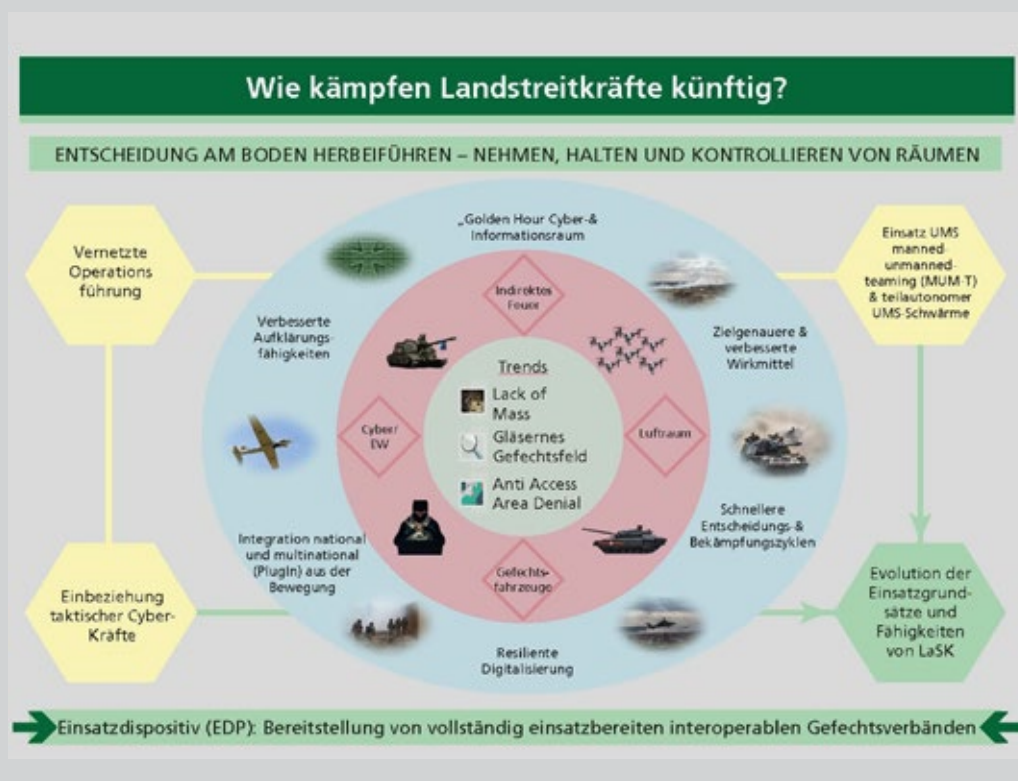 Wie kämpfen Landstreitkräfte künftig?
ENTSCHEIDUNG AM BODEN HERBEIFÜHREN – NEHMEN, HALTEN UND KONTROLLIEREN VON RÄUMEN
Vernetzte
Operations
führung
„Golden Hour Cyber-&
Informationsraum
Einsatz UMS
manned-
unmanned-
teaming (MUM-T)
& teilautonomer
UMS-Schwärme
Verbesserte
Aufklärungs-
fähigkeiten
Indirektes
Feuer
Zielgenauere &
verbesserte
Wirkmittel
Trends
Lack of
Mass
Gläsernes
Gefechtsfeld
Anti Access
Area Denial
Cyber/
EW
Luftraum
Integration national
und multinational
(PlugIn) aus der
Bewegung
Schnellere
Entscheidungs-&
Bekämpfungszyklen
Gefechts-
fahrzeuge
Einbeziehung
taktischer Cyber-
Kräfte
Resiliente
Digitalisierung
Evolution der
Einsatzgrund-
sätze und
Fähigkeiten
von LaSK
Einsatzdispositiv (EDP): Bereitstellung von vollständig einsatzbereiten interoperablen Gefechtsverbänden